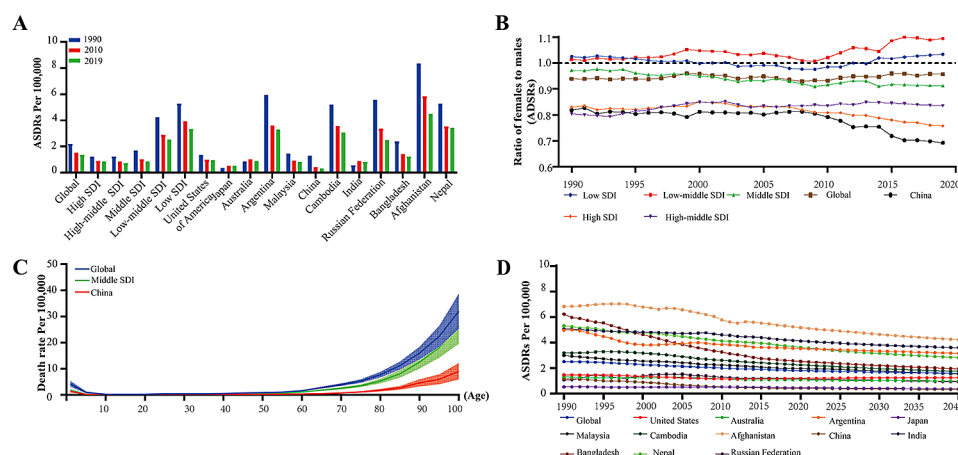 A
ASDRs Per 100,000
10
8
6
4
2
0
1990
2010
2019
Global
High SDI
High-middle SDI
Middle SDI
Low-middle SDI
Low SDI
United States
of America
Japan
Australia
Argentina
Malaysia
China
Cambodia
India
Russian Federation
Bangladesh
Afghanistan
Nepal
B
Ratio of females to males
(ADSRs)
1.1
1.0
0.9
0.8
0.7
0.6
1990 1995 2000 2005 2010 2015 2020
Low SDI Low-middle SDI Middle SDI Global China
High SDI High-middle SDI
C
Death rate Per 100,000
50
40
30
20
10
0
Global
Middle SDI
China
10 20 30 40 50 60 70 80 90 100 (Age)
D
ASDRs Per 100,000
10
8
6
4
2
0
1990 1995 2000 2005 2010 2015 2020 2025 2030 2035 204
Global United States Australia Argentina Japan
Malaysia Cambodia Afghanistan China India
Bangladesh Nepal Russian Federation